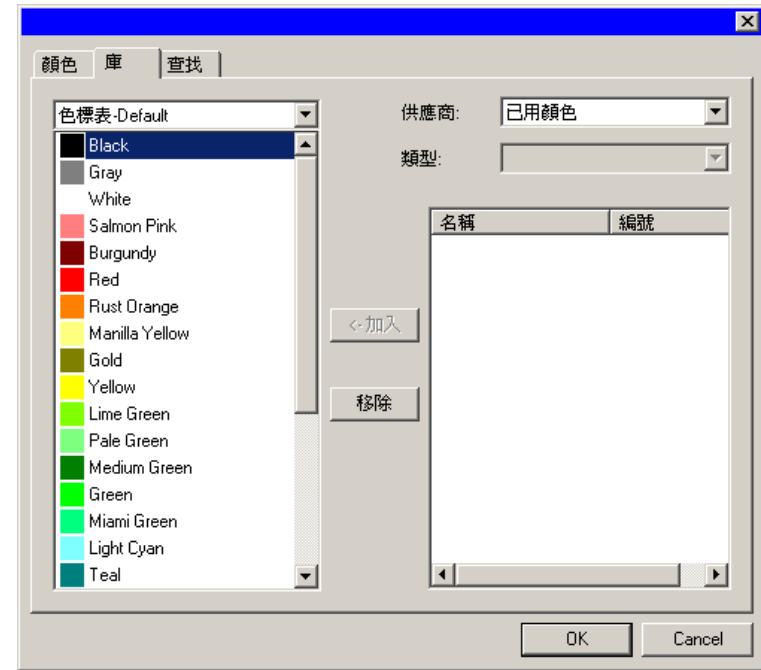 顏色 庫 查找
色標表-Default
Black
Gray
White
Salmon Pink
Burgundy
Red
Rust Orange
Manilla Yellow
Gold
Yellow
Lime Green
Pale Green
Medium Green
Green
Miami Green
Light Cyan
Teal
<-加入
移除
供應商: 已用顏色
類型:
名稱 編號
OK Cancel